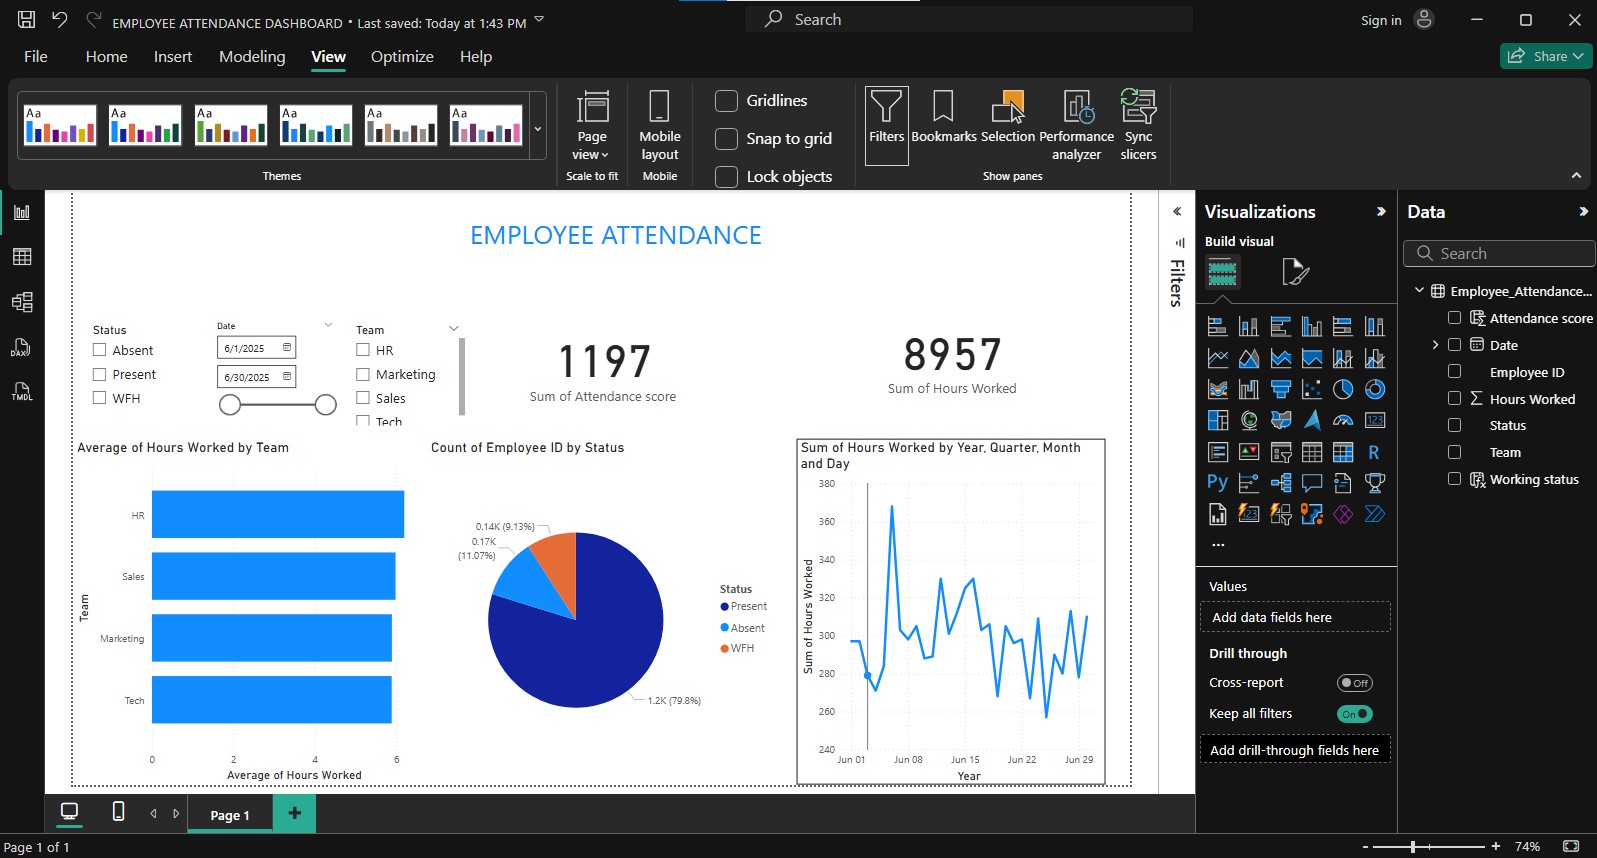 EMPLOYEE ATTENDANCE DASHBOARD • Last saved: Today at 1:43 PM
Search
Sign in
File
Home
Insert
Modeling
View
Optimize
Help
Share
Aa
Aa
Aa
Aa
Aa
Aa
Themes
Page
view
Scale to fit
Mobile
layout
Mobile
Gridlines
Snap to grid
Lock objects
Filters
Bookmarks
Selection
Performance
analyzer
Sync
slicers
Show panes
DAX
TMDL
EMPLOYEE ATTENDANCE
Status
Absent
Present
WFH
Date
6/1/2025
6/30/2025
Team
HR
Marketing
Sales
Tech
1197
Sum of Attendance score
8957
Sum of Hours Worked
Average of Hours Worked by Team
Team
HR
Sales
Marketing
Tech
0
2
4
6
Average of Hours Worked
Count of Employee ID by Status
0.14K (9.13%)
0.17K
(11.07%)
1.2K (79.8%)
Status
Present
Absent
WFH
Sum of Hours Worked by Year, Quarter, Month
and Day
Sum of Hours Worked
380
360
340
320
300
280
260
240
Jun 01
Jun 08
Jun 15
Jun 22
Jun 29
Year
Filters
Visualizations
Build visual
123
R
Py
123
...
Values
Add data fields here
Drill through
Cross-report
Off
Keep all filters
On
Add drill-through fields here
Data
Search
Employee_Attendance...
Attendance score
Date
Employee ID
Hours Worked
Status
Team
Working status
Page 1
Page 1 of 1
- + 74%